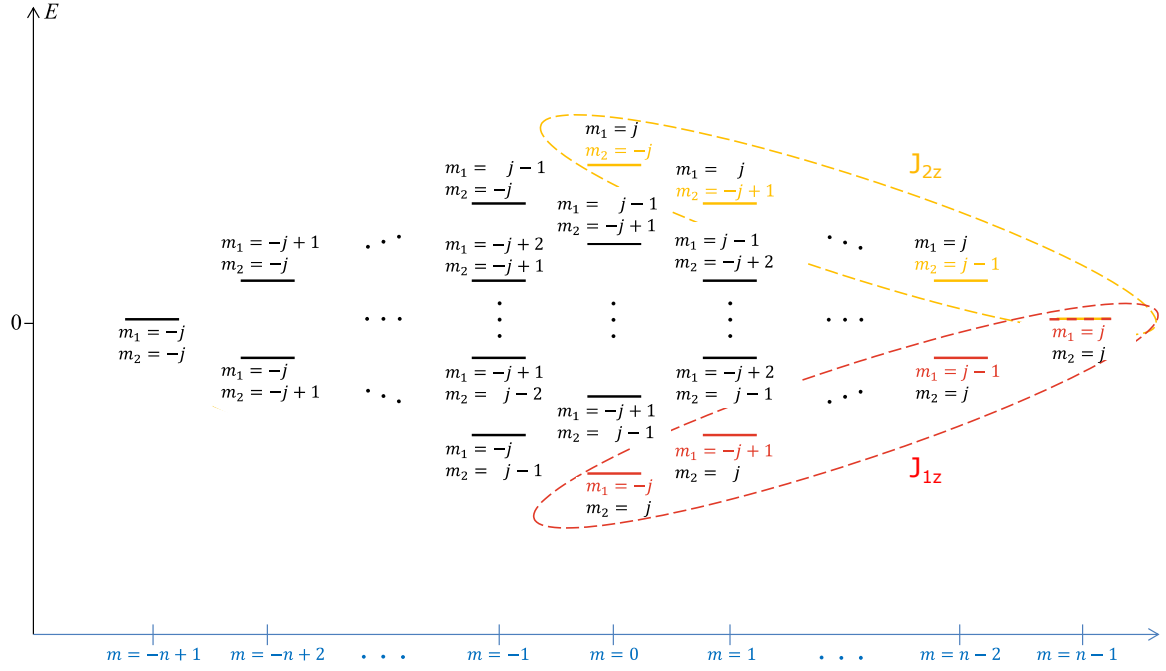 E
m₁ = j
m₂ = −j
J₂z
m₁ = j − 1
m₂ = −j
m₁ = j
m₂ = −j + 1
m₁ = j − 1
m₂ = −j + 1
m₁ = −j + 1
m₂ = −j
. . .
m₁ = −j + 2
m₂ = −j + 1
m₁ = j − 1
m₂ = −j + 2
. . .
m₁ = j
m₂ = j − 1
0
m₁ = −j
m₂ = −j
. . .
. . .
m₁ = j
m₂ = j
m₁ = −j
m₂ = −j + 1
. . .
m₁ = −j + 1
m₂ = j − 2
m₁ = −j + 2
m₂ = j − 1
. . .
m₁ = j − 1
m₂ = j
m₁ = −j + 1
m₂ = j − 1
m₁ = −j
m₂ = j − 1
m₁ = −j + 1
m₂ = j
J₁z
m₁ = −j
m₂ = j
m = −n + 1 m = −n + 2 . . . m = −1 m = 0 m = 1 . . . m = n − 2 m = n − 1